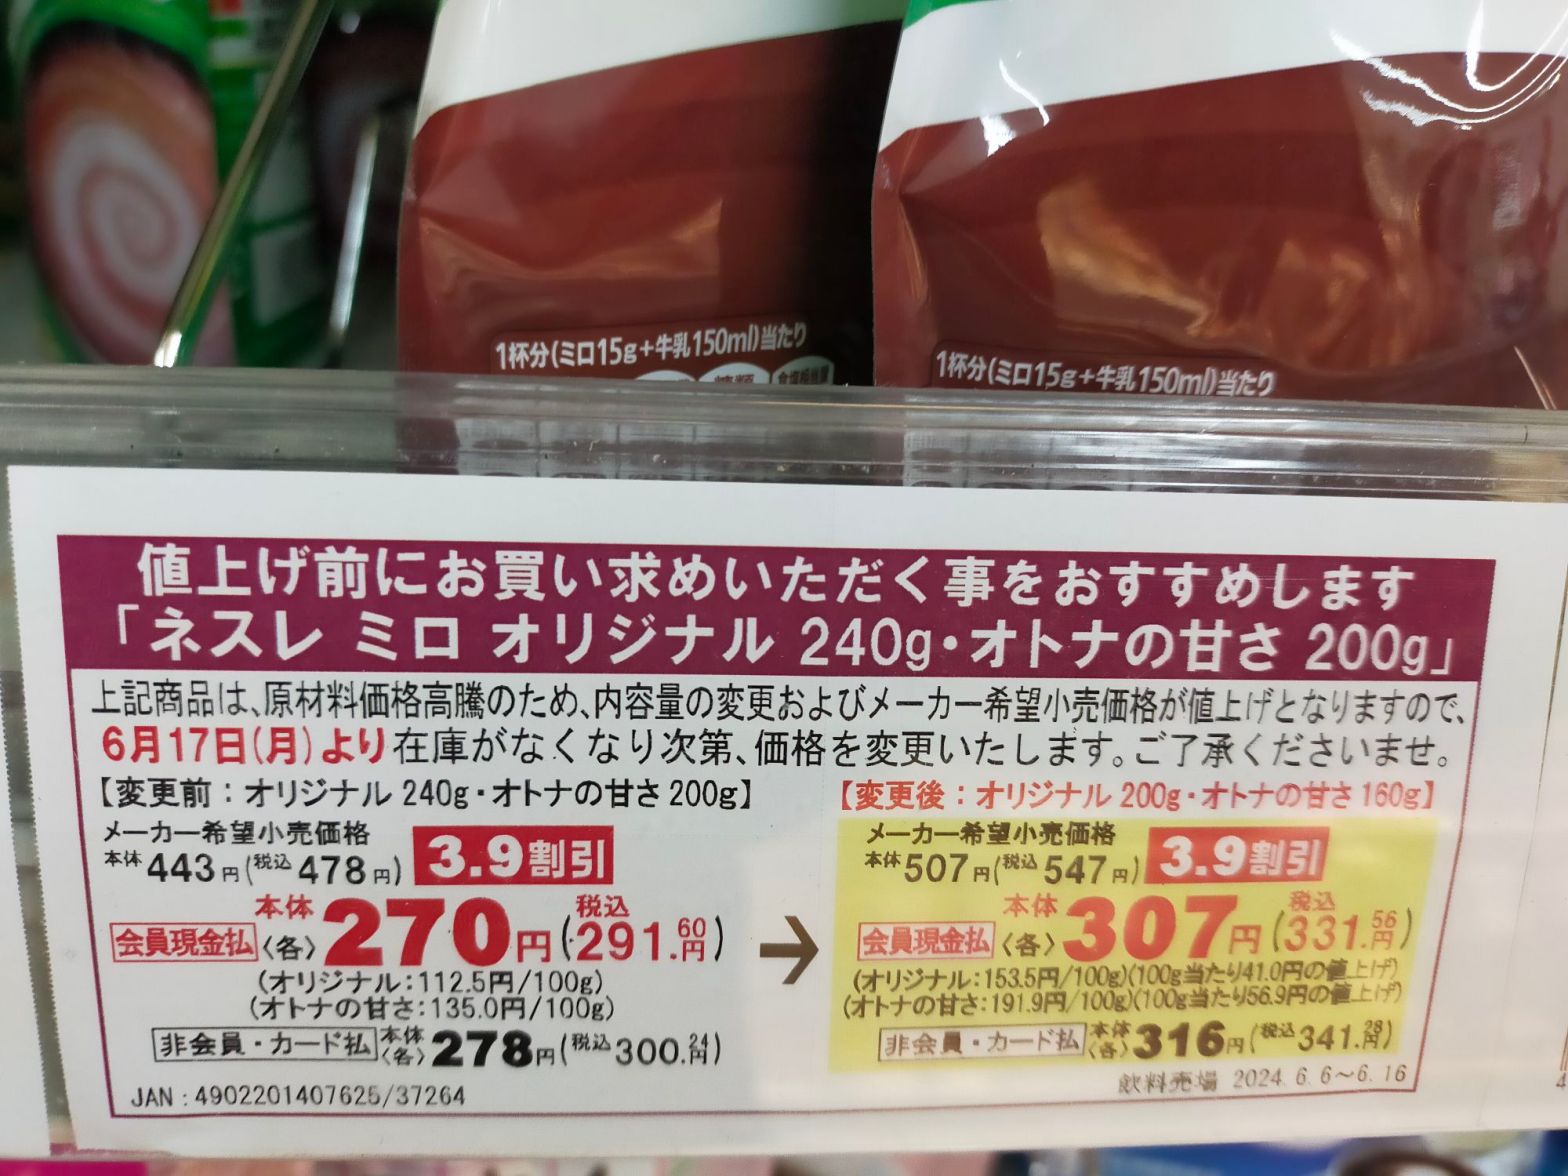 1杯分(ミロ15g+牛乳150ml)当たり
1杯分(ミロ15g+牛乳150ml)当たり
値上げ前にお買い求めいただく事をおすすめします
「ネスレ ミロ オリジナル 240g・オトナの甘さ 200g」
上記商品は、原材料価格高騰のため、内容量の変更およびメーカー希望小売価格が値上げとなりますので、
6月17日(月)より在庫がなくなり次第、価格を変更いたします。ご了承くださいませ。
【変更前：オリジナル 240g・オトナの甘さ 200g】
メーカー希望小売価格
本体443円(税込478円) 3.9割引
会員現金払 〈各〉 本体270円(税込291.60円)
(オリジナル:112.5円/100g)
(オトナの甘さ:135.0円/100g)
非会員・カード払 本体〈各〉278円(税込300.24円)
JAN：4902201407625/37264
→
【変更後：オリジナル 200g・オトナの甘さ 160g】
メーカー希望小売価格
本体507円(税込547円) 3.9割引
会員現金払 〈各〉 本体307円(税込331.56円)
(オリジナル:153.5円/100g)(100g当たり41.0円の値上げ)
(オトナの甘さ:191.9円/100g)(100g当たり56.9円の値上げ)
非会員・カード払 本体〈各〉316円(税込341.28円)
飲料売場 2024.6.6～6.16